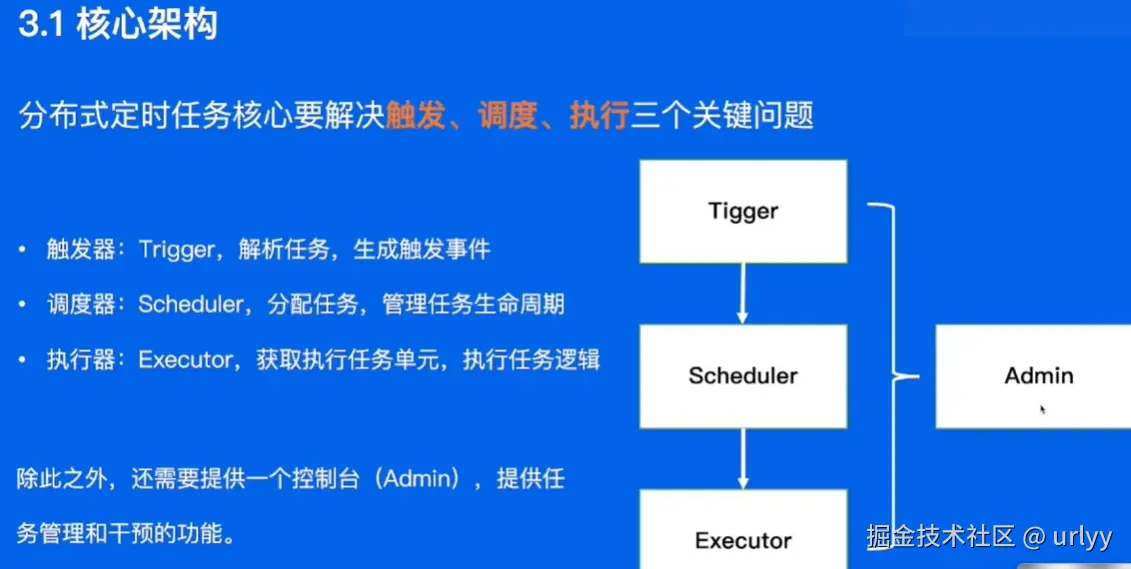 3.1 核心架构
分布式定时任务核心要解决触发、调度、执行三个关键问题
• 触发器：Trigger，解析任务，生成触发事件
• 调度器：Scheduler，分配任务，管理任务生命周期
• 执行器：Executor，获取执行任务单元，执行任务逻辑
除此之外，还需要提供一个控制台（Admin），提供任
务管理和干预的功能。
Tigger
Scheduler
Executor
Admin
掘金技术社区 @ urlyy